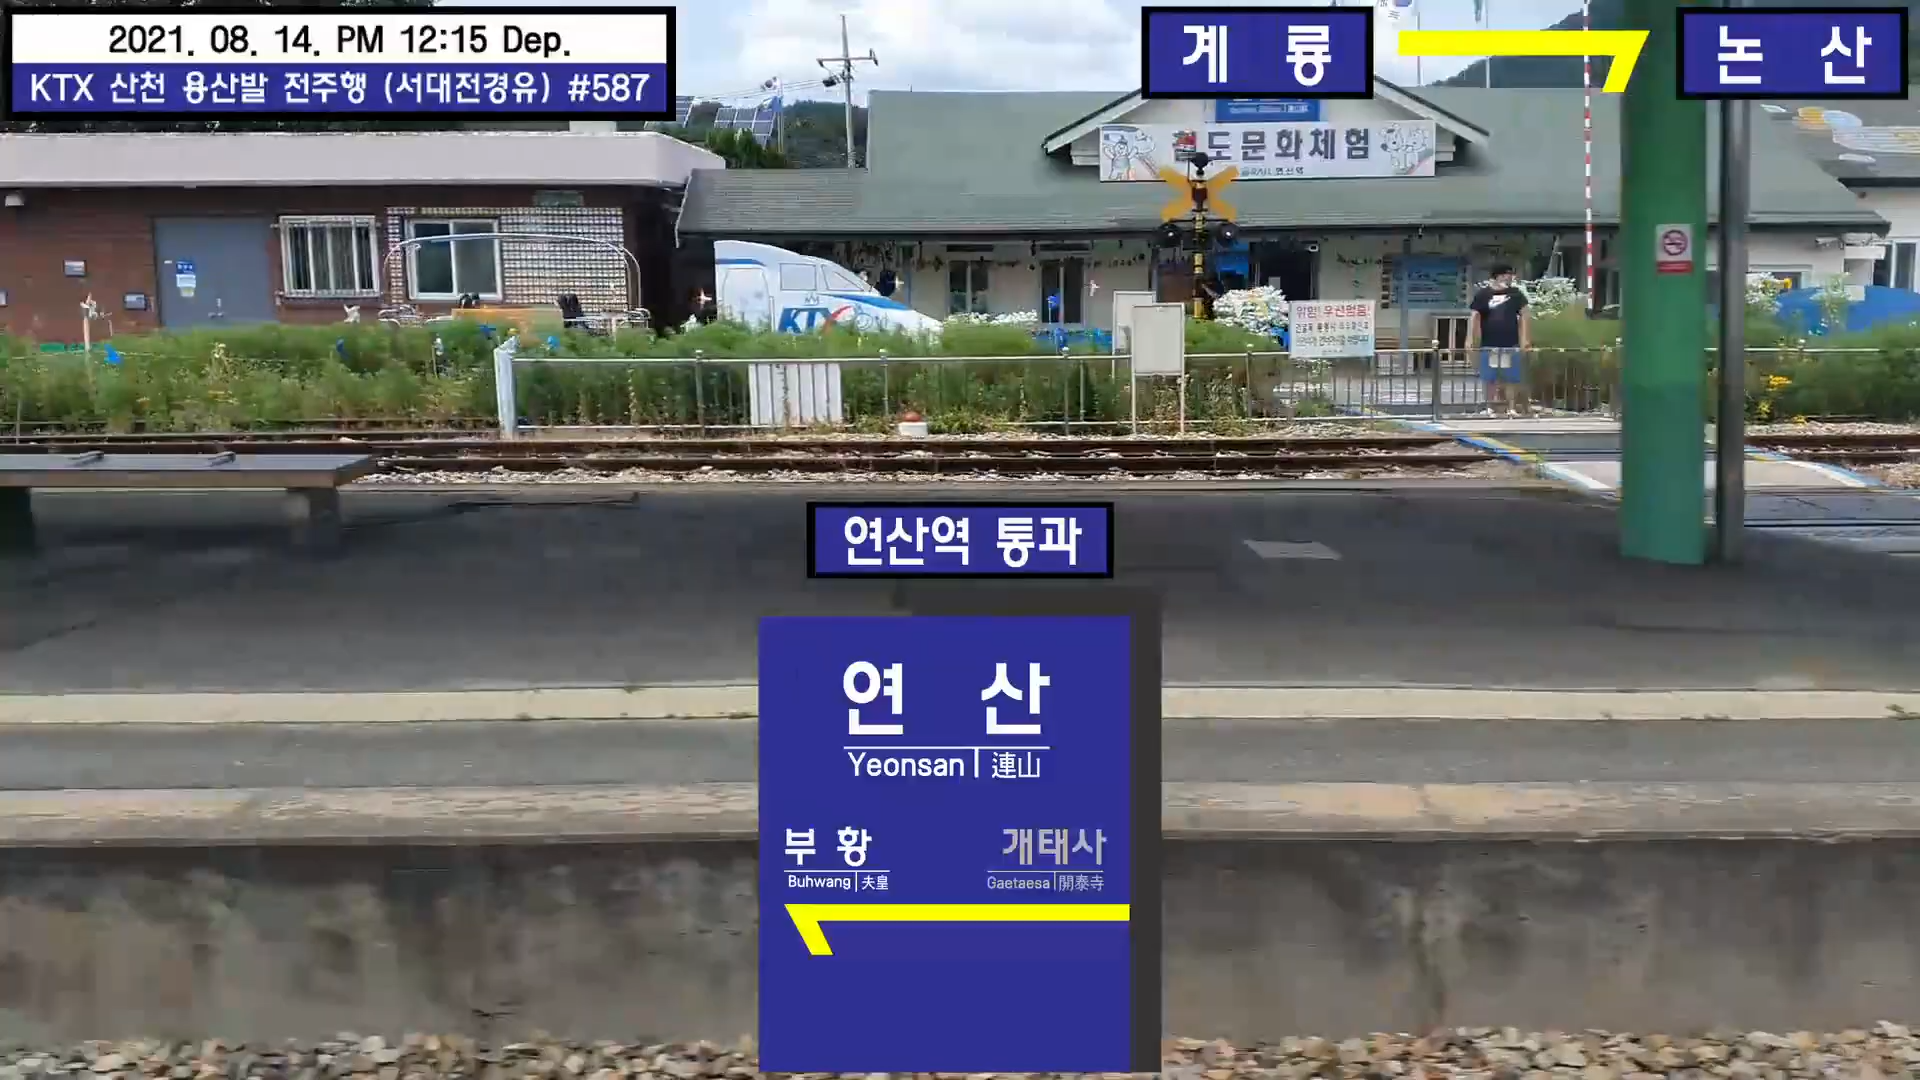 2021. 08. 14. PM 12:15 Dep.
KTX 산천 용산발 전주행 (서대전경유) #587
계 룡
논 산
철도문화체험
KTX
연산역 통과
연 산
Yeonsan 連山
부 황
개태사
Buhwang 夫皇
Gaetaesa 開泰寺